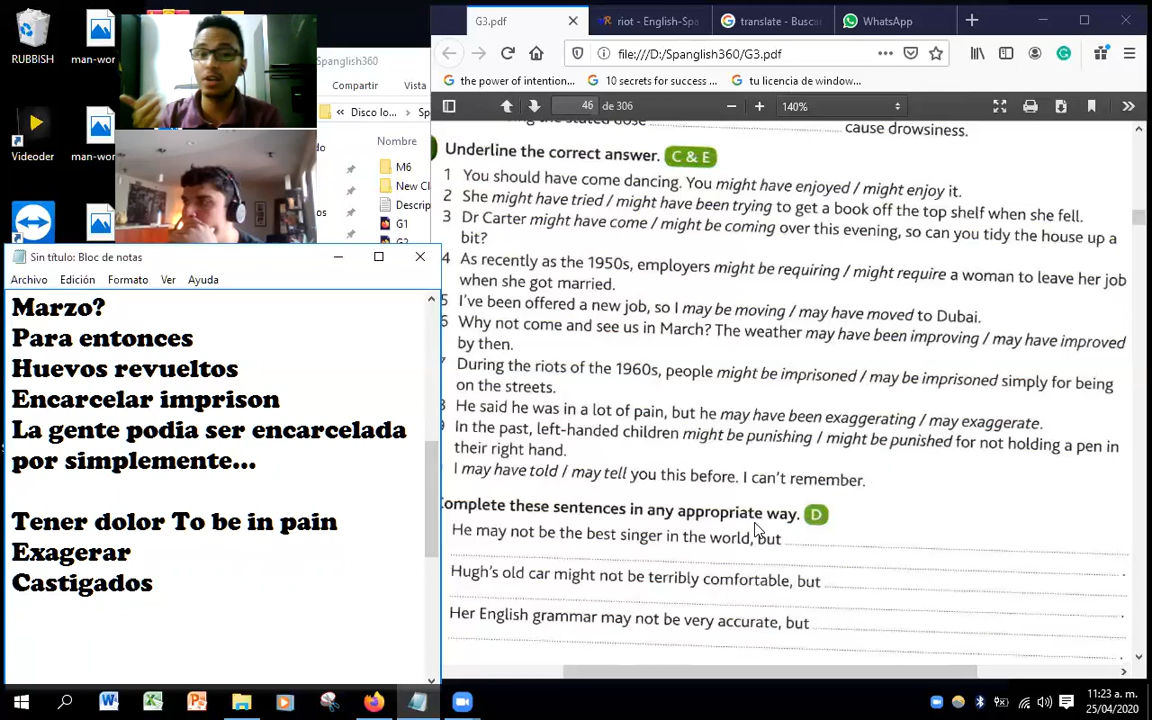 RUBBISH
man-wor
Videoder
man-wor
Spanglish360
Compartir
Vista
Disco lo...
Sp
Nombre
M6
New Cl
Descrip
G1
G2
Sin título: Bloc de notas
Archivo Edición Formato Ver Ayuda
Marzo?
Para entonces
Huevos revueltos
Encarcelar imprison
La gente podia ser encarcelada
por simplemente...
Tener dolor To be in pain
Exagerar
Castigados
G3.pdf
riot - English-Spa
translate - Buscar
WhatsApp
file:///D:/Spanglish360/G3.pdf
the power of intention...
10 secrets for success ...
tu licencia de window...
46 de 306
140%
the stated dose cause drowsiness.
Underline the correct answer. C & E
1 You should have come dancing. You might have enjoyed / might enjoy it.
2 She might have tried / might have been trying to get a book off the top shelf when she fell.
3 Dr Carter might have come / might be coming over this evening, so can you tidy the house up a
bit?
4 As recently as the 1950s, employers might be requiring / might require a woman to leave her job
when she got married.
5 I've been offered a new job, so I may be moving / may have moved to Dubai.
6 Why not come and see us in March? The weather may have been improving / may have improved
by then.
7 During the riots of the 1960s, people might be imprisoned / may be imprisoned simply for being
on the streets.
8 He said he was in a lot of pain, but he may have been exaggerating / may exaggerate.
9 In the past, left-handed children might be punishing / might be punished for not holding a pen in
their right hand.
I may have told / may tell you this before. I can't remember.
Complete these sentences in any appropriate way. D
He may not be the best singer in the world, but
Hugh's old car might not be terribly comfortable, but
Her English grammar may not be very accurate, but
11:23 a. m.
25/04/2020